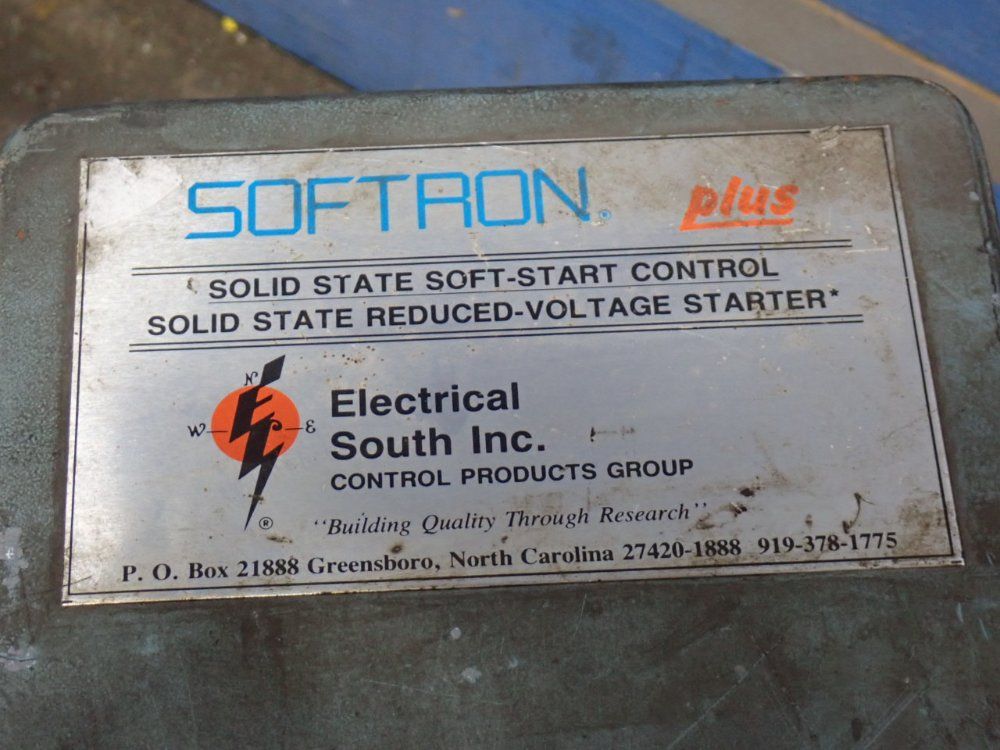 SOFTRON® plus
SOLID STATE SOFT-START CONTROL
SOLID STATE REDUCED-VOLTAGE STARTER*
N
W E
Electrical
South Inc.
CONTROL PRODUCTS GROUP
®
"Building Quality Through Research"
P. O. Box 21888 Greensboro, North Carolina 27420-1888 919-378-1775